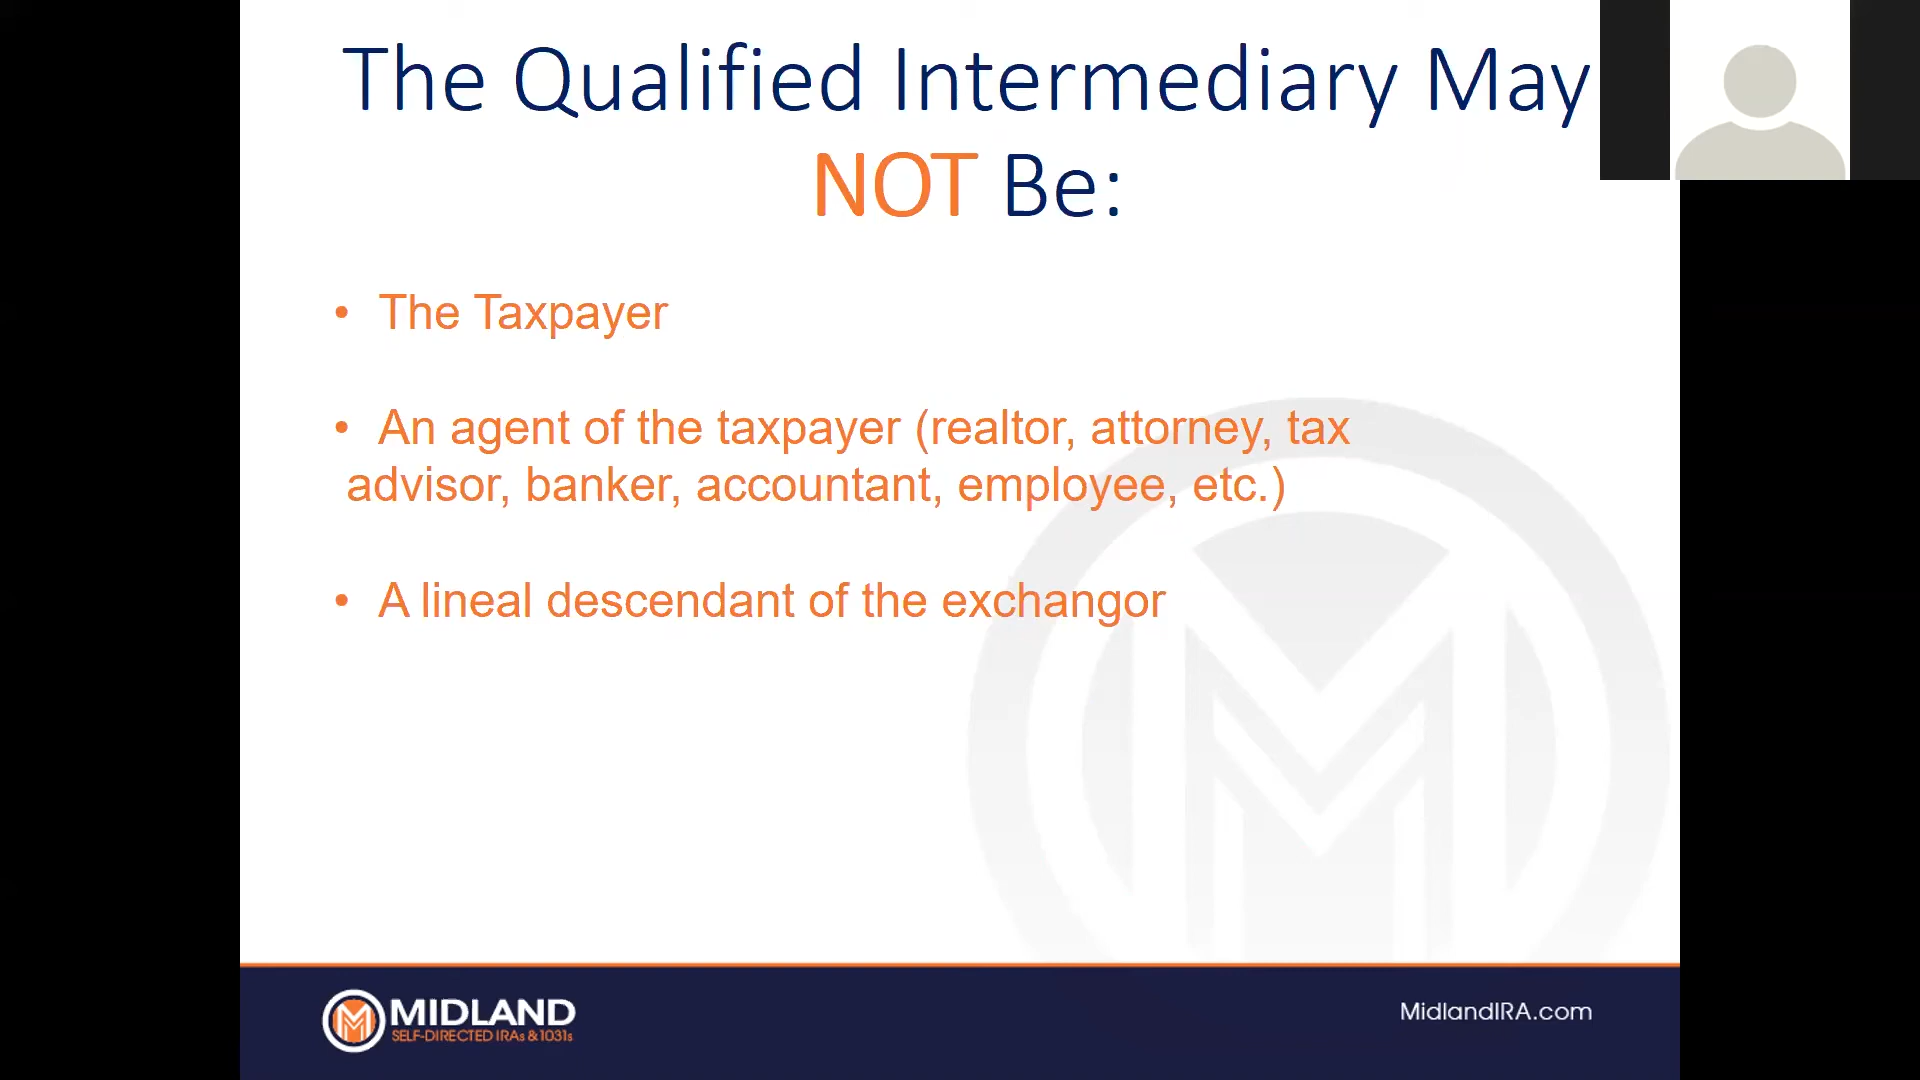 The Qualified Intermediary May
NOT Be:
• The Taxpayer
• An agent of the taxpayer (realtor, attorney, tax
advisor, banker, accountant, employee, etc.)
• A lineal descendant of the exchangor
MIDLAND
SELF-DIRECTED IRAs & 1031s
MidlandIRA.com